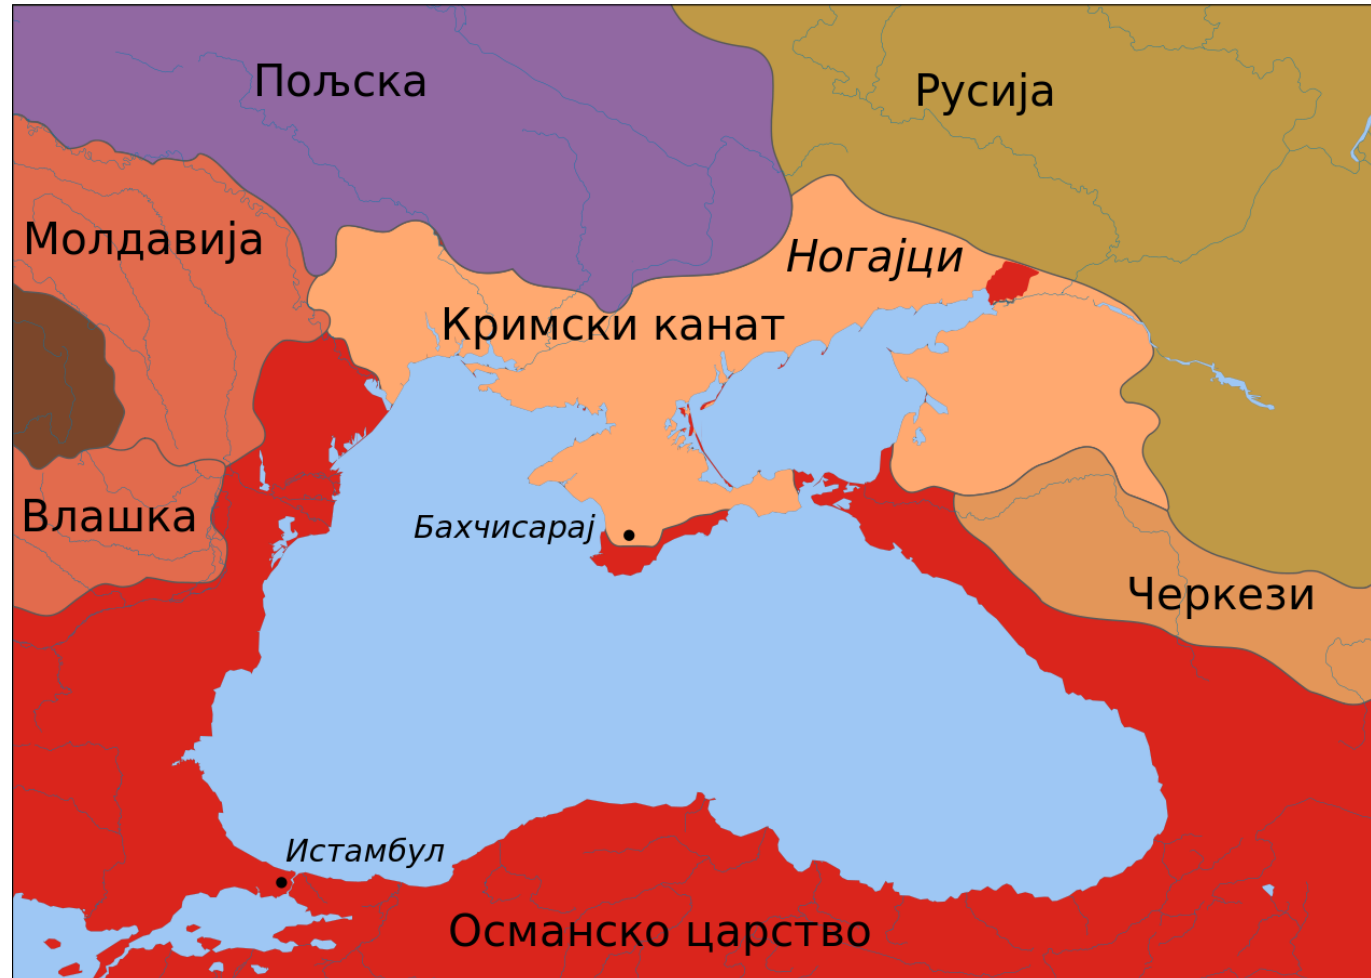 Пољска
Русија
Молдавија
Ногајци
Кримски канат
Влашка
Бахчисарај
Черкези
Истамбул
Османско царство